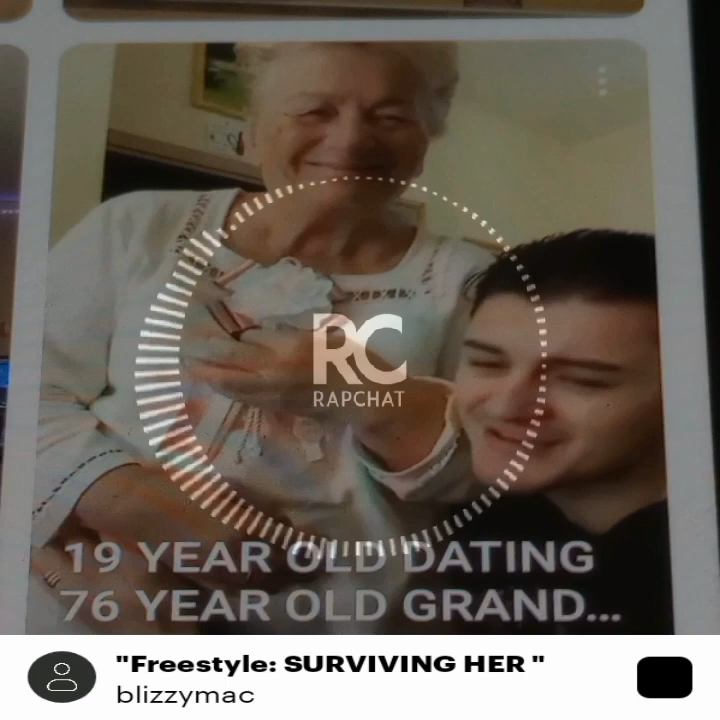 RC
RAPCHAT
19 YEAR OLD DATING
76 YEAR OLD GRAND...
"Freestyle: SURVIVING HER "
blizzymac